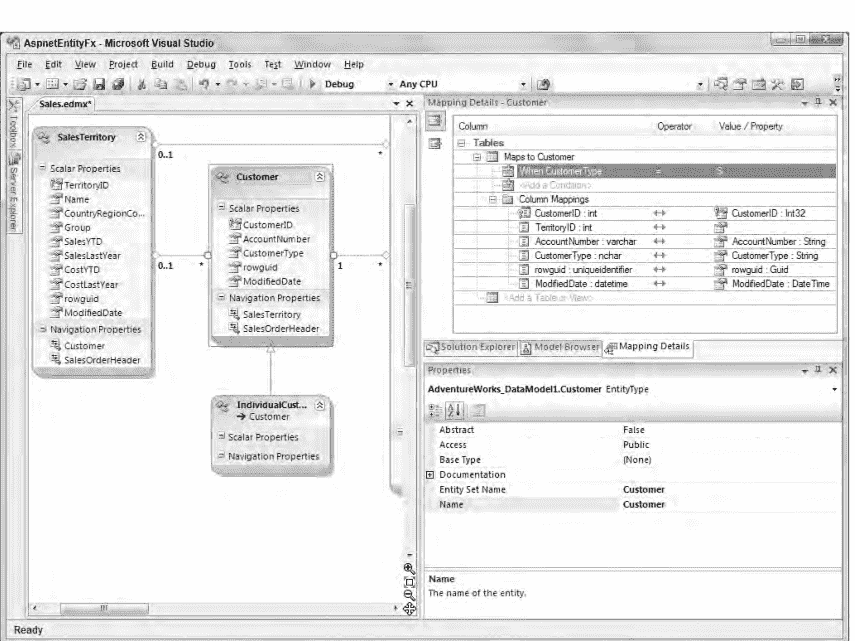 AspnetEntityFx - Microsoft Visual Studio
File Edit View Project Build Debug Tools Test Window Help
Debug Any CPU
Toolbox
Server Explorer
Sales.edmx*
SalesTerritory
Scalar Properties
TerritoryID
Name
CountryRegionCo...
Group
SalesYTD
SalesLastYear
CostYTD
CostLastYear
rowguid
ModifiedDate
Navigation Properties
Customer
SalesOrderHeader
0..1 *
0..1 *
Customer
Scalar Properties
CustomerID
AccountNumber
CustomerType
rowguid
ModifiedDate
Navigation Properties
SalesTerritory
SalesOrderHeader
1 *
IndividualCust...
Customer
Scalar Properties
Navigation Properties
Mapping Details - Customer
Column Operator Value / Property
Tables
Maps to Customer
When CustomerType = S
<Add a Condition>
Column Mappings
CustomerID : int CustomerID : Int32
TerritoryID : int
AccountNumber : varchar AccountNumber : String
CustomerType : nchar CustomerType : String
rowguid : uniqueidentifier rowguid : Guid
ModifiedDate : datetime ModifiedDate : DateTime
<Add a Table or View>
Solution Explorer Model Browser Mapping Details
Properties
AdventureWorks_DataModel1.Customer EntityType
Abstract False
Access Public
Base Type (None)
Documentation
Entity Set Name Customer
Name Customer
Name
The name of the entity.
Ready